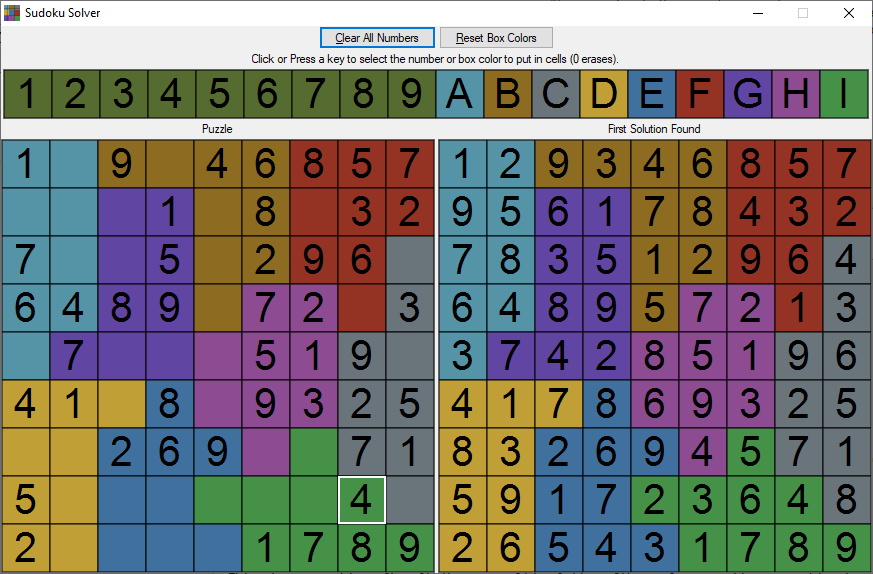 Sudoku Solver
Clear All Numbers Reset Box Colors
Click or Press a key to select the number or box color to put in cells (0 erases).
1 2 3 4 5 6 7 8 9 A B C D E F G H I
Puzzle First Solution Found
1 9 4 6 8 5 7 1 2 9 3 4 6 8 5 7
1 8 3 2 9 5 6 1 7 8 4 3 2
7 5 2 9 6 7 8 3 5 1 2 9 6 4
6 4 8 9 7 2 3 6 4 8 9 5 7 2 1 3
7 5 1 9 3 7 4 2 8 5 1 9 6
4 1 8 9 3 2 5 4 1 7 8 6 9 3 2 5
2 6 9 7 1 8 3 2 6 9 4 5 7 1
5 4 5 9 1 7 2 3 6 4 8
2 1 7 8 9 2 6 5 4 3 1 7 8 9